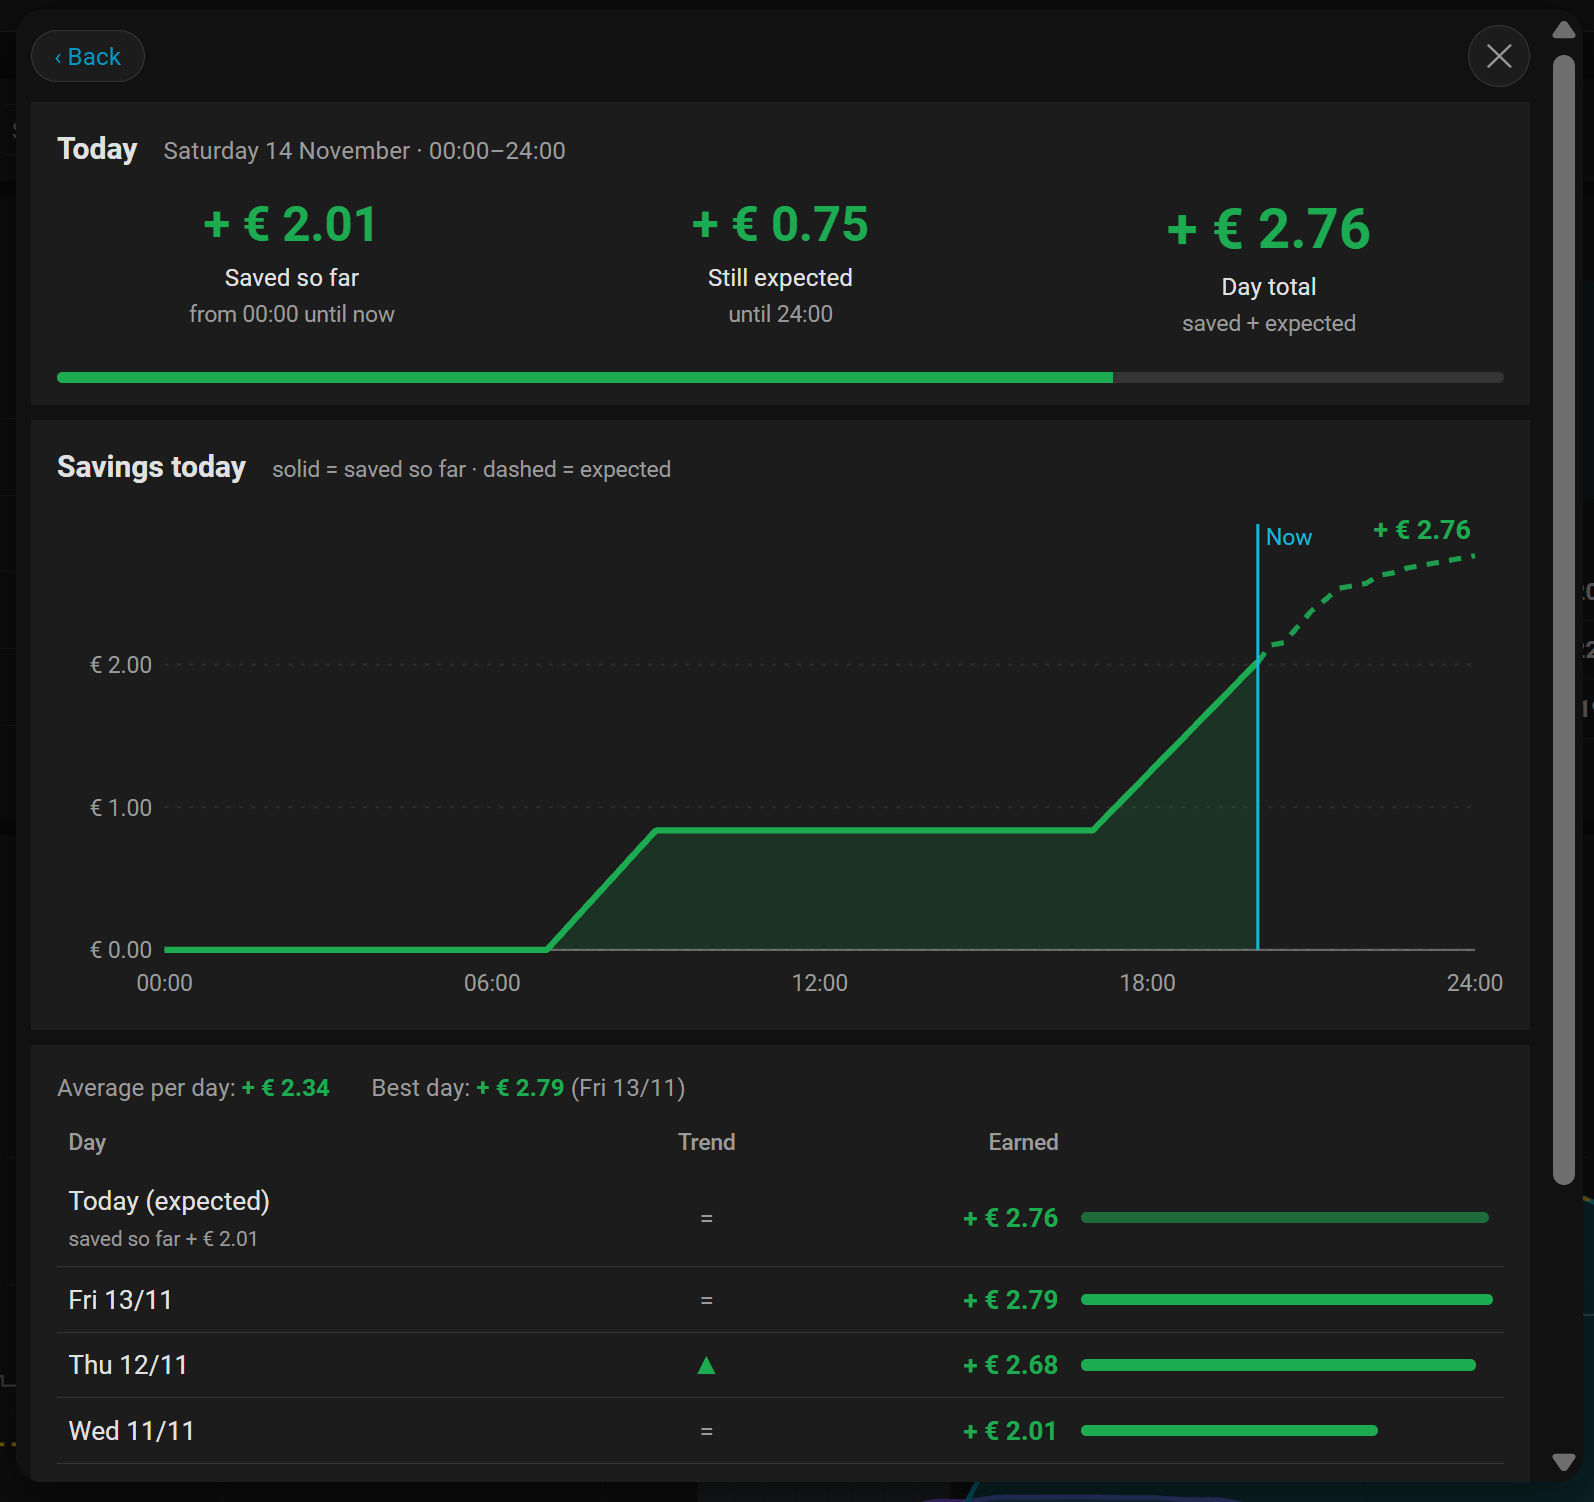 ‹ Back
Today Saturday 14 November · 00:00–24:00
+ € 2.01
Saved so far
from 00:00 until now
+ € 0.75
Still expected
until 24:00
+ € 2.76
Day total
saved + expected
Savings today solid = saved so far · dashed = expected
Now
+ € 2.76
€ 2.00
€ 1.00
€ 0.00
00:00 06:00 12:00 18:00 24:00
Average per day: + € 2.34 Best day: + € 2.79 (Fri 13/11)
Day Trend Earned
Today (expected)
saved so far + € 2.01
= + € 2.76
Fri 13/11 = + € 2.79
Thu 12/11 ▲ + € 2.68
Wed 11/11 = + € 2.01